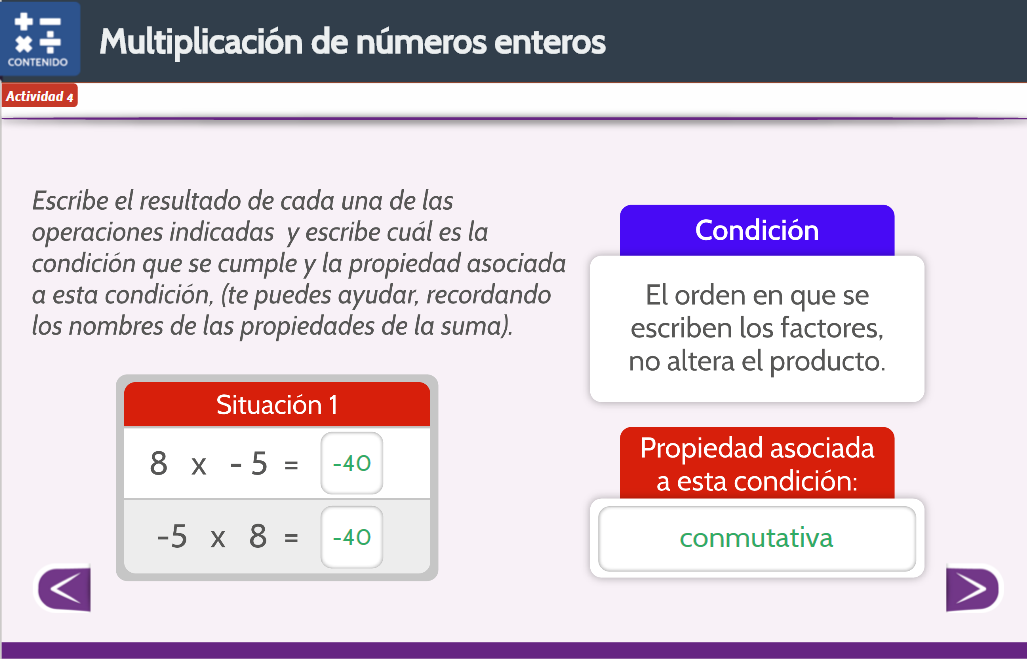 CONTENIDO
Multiplicación de números enteros
Actividad 4
Escribe el resultado de cada una de las
operaciones indicadas y escribe cuál es la
condición que se cumple y la propiedad asociada
a esta condición, (te puedes ayudar, recordando
los nombres de las propiedades de la suma).
Situación 1
8 x - 5 = -40
-5 x 8 = -40
Condición
El orden en que se
escriben los factores,
no altera el producto.
Propiedad asociada
a esta condición:
conmutativa